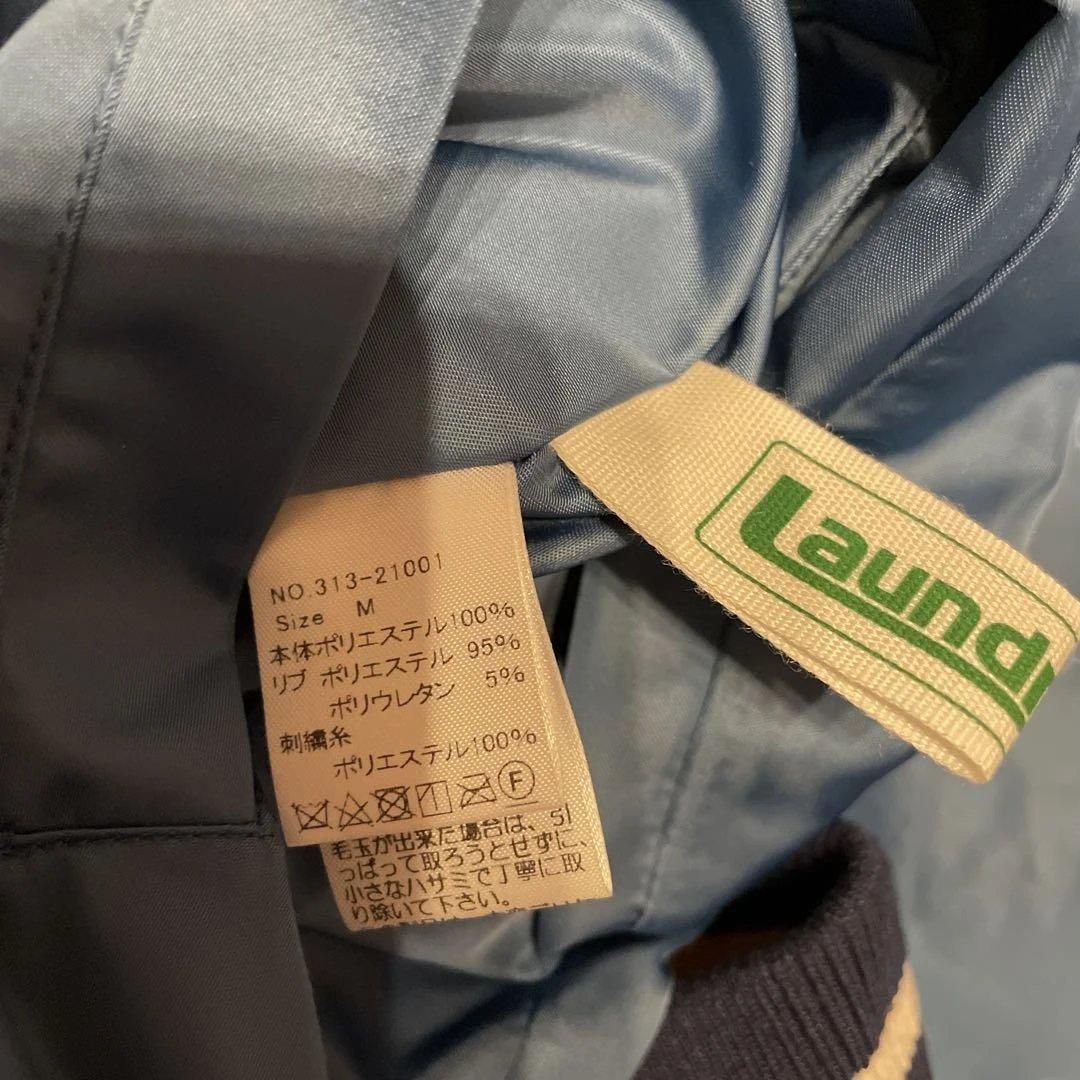 NO.313-21001
Size M
本体ポリエステル100%
リブ ポリエステル 95%
ポリウレタン 5%
刺繍糸
ポリエステル100%
F
毛玉が出来た場合は、引
っぱって取ろうとせずに、
小さなハサミで丁寧に取
り除いて下さい。
Laund